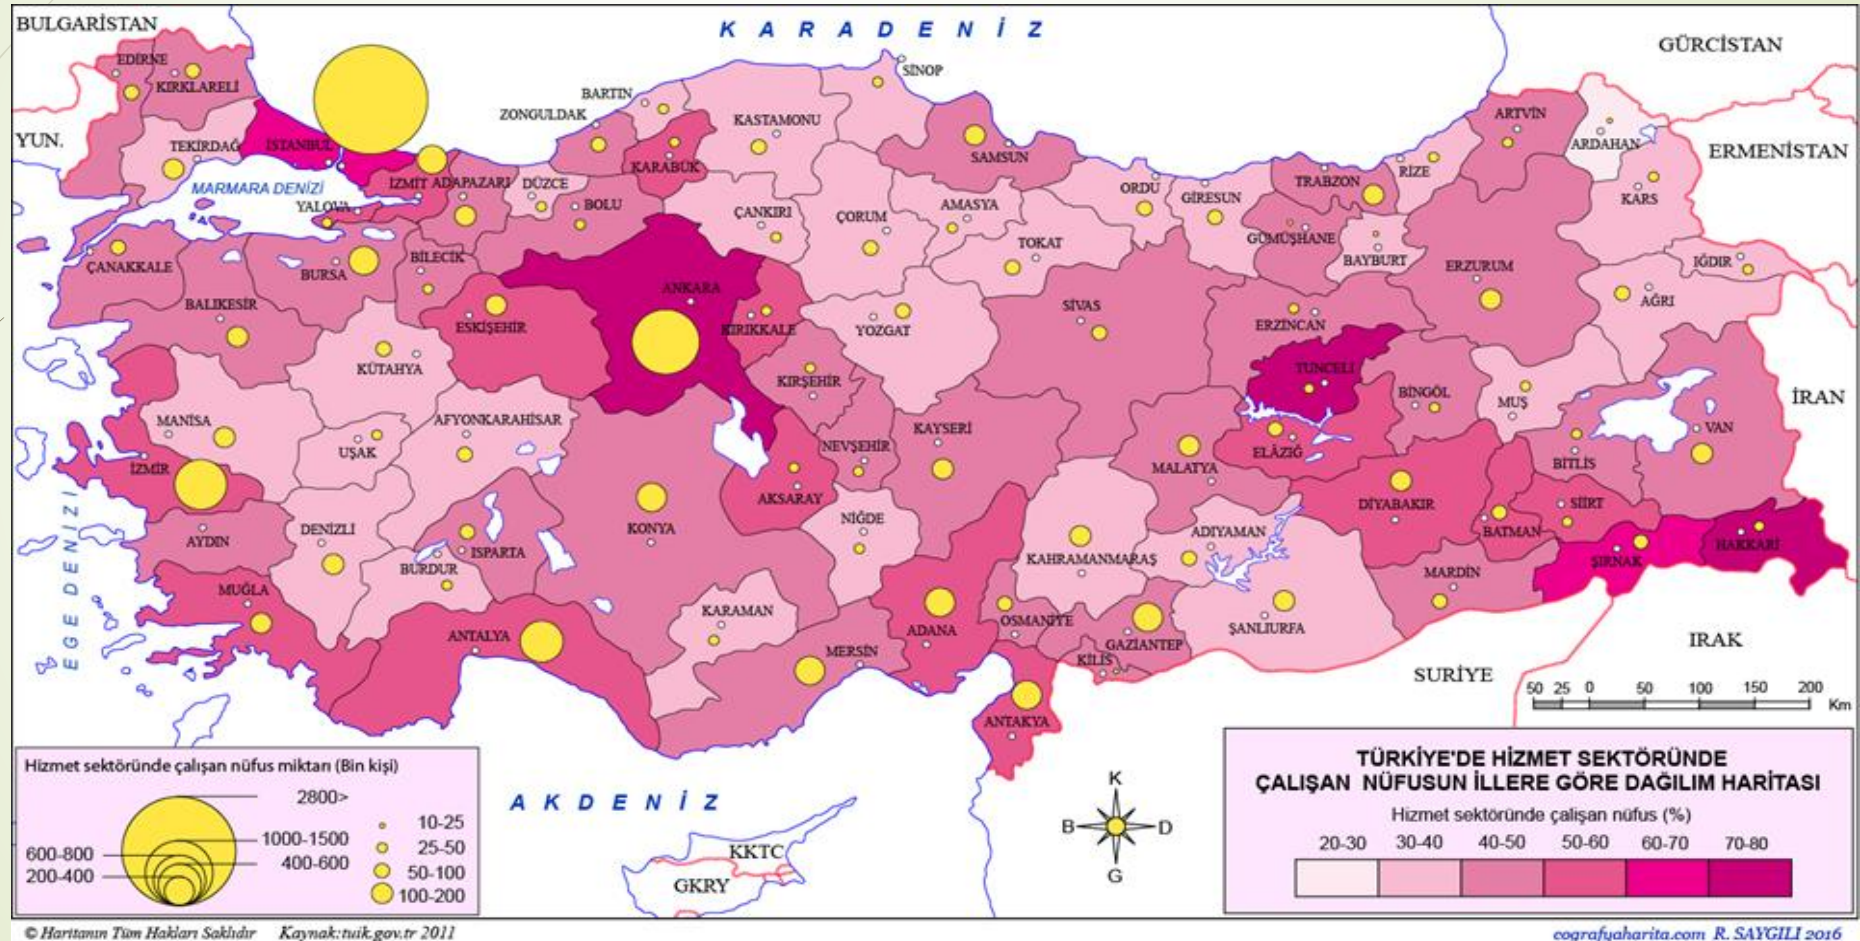 BULGARİSTAN
KARADENİZ
GÜRCİSTAN
EDİRNE
KIRKLARELİ
SİNOP
BARTIN
ZONGULDAK
KASTAMONU
ARTVİN
YUN.
TEKİRDAĞ
İSTANBUL
KARABÜK
SAMSUN
ARDAHAN
ERMENİSTAN
MARMARA DENİZİ
İZMİT
ADAPAZARI
DÜZCE
BOLU
ORDU
GİRESUN
TRABZON
RİZE
KARS
YALOVA
ÇANKIRI
ÇORUM
AMASYA
TOKAT
GÜMÜŞHANE
BAYBURT
ÇANAKKALE
BURSA
BİLECİK
ERZURUM
IĞDIR
BALIKESİR
ANKARA
SİVAS
AĞRI
ESKİŞEHİR
KIRIKKALE
YOZGAT
ERZİNCAN
KÜTAHYA
KIRŞEHİR
TUNCELİ
BİNGÖL
MUŞ
İRAN
MANİSA
UŞAK
AFYONKARAHİSAR
NEVŞEHİR
KAYSERİ
VAN
İZMİR
MALATYA
ELÂZIĞ
BİTLİS
AKSARAY
DİYABAKIR
SİİRT
EGE DENİZİ
AYDIN
DENİZLİ
ISPARTA
KONYA
NİĞDE
ADIYAMAN
BATMAN
HAKKARİ
BURDUR
KAHRAMANMARAŞ
MARDİN
ŞIRNAK
MUĞLA
ANTALYA
KARAMAN
ADANA
OSMANİYE
GAZİANTEP
ŞANLIURFA
MERSİN
KİLİS
IRAK
SURİYE
ANTAKYA
50 25 0 50 100 150 200 Km
AKDENİZ
KKTC
GKRY
K
B D
G
Hizmet sektöründe çalışan nüfus miktarı (Bin kişi)
2800>
1000-1500
600-800
400-600
200-400
10-25
25-50
50-100
100-200
TÜRKİYE'DE HİZMET SEKTÖRÜNDE
ÇALIŞAN NÜFUSUN İLLERE GÖRE DAĞILIM HARİTASI
Hizmet sektöründe çalışan nüfus (%)
20-30 30-40 40-50 50-60 60-70 70-80
© Haritanın Tüm Hakları Saklıdır Kaynak:tuik.gov.tr 2011
cografyaharita.com R. SAYGILI 2016